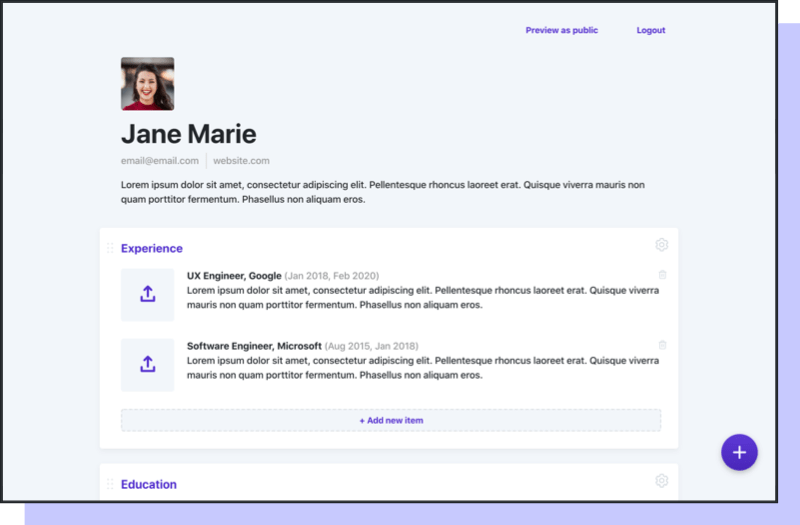 Preview as public
Logout
Jane Marie
email@email.com
website.com
Lorem ipsum dolor sit amet, consectetur adipiscing elit. Pellentesque rhoncus laoreet erat. Quisque viverra mauris non
quam porttitor fermentum. Phasellus non aliquam eros.
Experience
UX Engineer, Google (Jan 2018, Feb 2020)
Lorem ipsum dolor sit amet, consectetur adipiscing elit. Pellentesque rhoncus laoreet erat. Quisque viverra
mauris non quam porttitor fermentum. Phasellus non aliquam eros.
Software Engineer, Microsoft (Aug 2015, Jan 2018)
Lorem ipsum dolor sit amet, consectetur adipiscing elit. Pellentesque rhoncus laoreet erat. Quisque viverra
mauris non quam porttitor fermentum. Phasellus non aliquam eros.
+ Add new item
Education